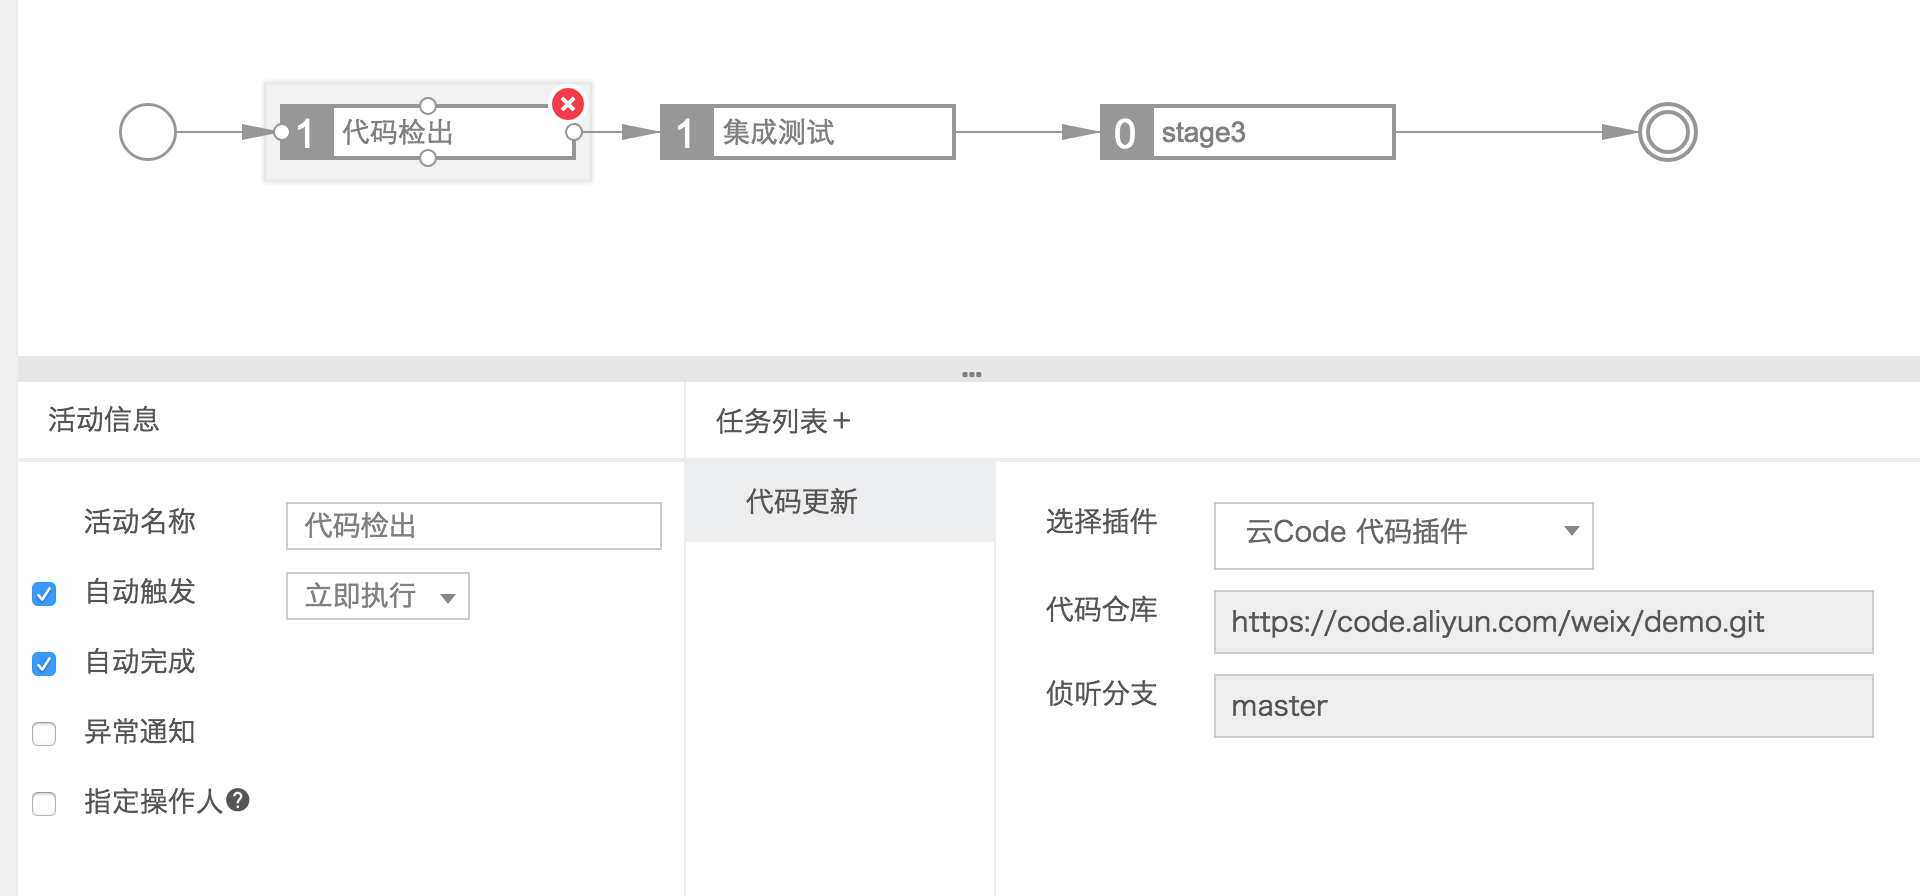 1 代码检出
1 集成测试
0 stage3
活动信息
任务列表+
活动名称
代码检出
自动触发
立即执行
自动完成
异常通知
指定操作人?
代码更新
选择插件
云Code 代码插件
代码仓库
https://code.aliyun.com/weix/demo.git
侦听分支
master